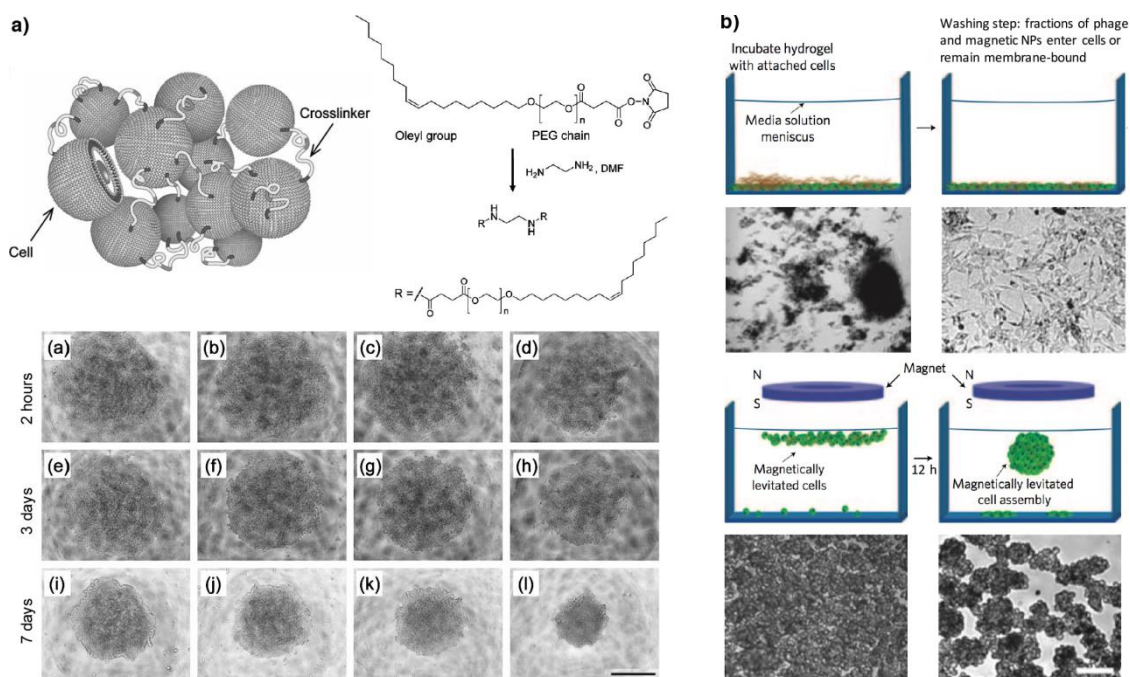 a)
Crosslinker
Cell
Oleyl group
PEG chain
O
[
O
]n
O
O
O
O
N
O
O
H2N
NH2, DMF
H
R
N
N
R
H
R =
O
O
O
[
]n
O
(a)
(b)
(c)
(d)
2 hours
(e)
(f)
(g)
(h)
3 days
(i)
(j)
(k)
(l)
7 days
b)
Incubate hydrogel
with attached cells
Media solution
meniscus
Washing step: fractions of phage
and magnetic NPs enter cells or
remain membrane-bound
N
S
Magnet
N
S
Magnetically
levitated cells
12 h
Magnetically levitated
cell assembly